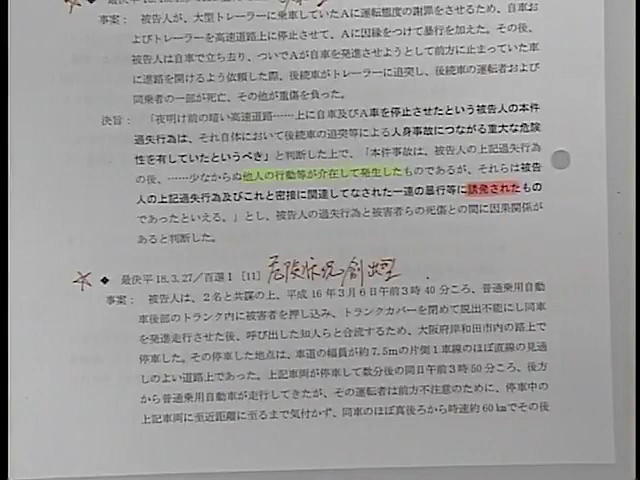 事案： 被告人が、大型トレーラーに乗車していたＡに運転態度の謝罪をさせるため、自車お
よびトレーラーを高速道路上に停止させて、Ａに因縁をつけて暴行を加えた。その後、
被告人は自車で立ち去り、ついでＡが自車を発進させようとして前方に止まっていた車
に進路を開けるよう依頼した際、後続車がトレーラーに追突し、後続車の運転者および
同乗者の一部が死亡、その他が重傷を負った。
決旨： 「夜明け前の暗い高速道路……上に自車及びＡ車を停止させたという被告人の本件
過失行為は、それ自体において後続車の追突等による人身事故につながる重大な危険
性を有していたというべき」と判断した上で、「本件事故は、被告人の上記過失行為
の後、……少なからぬ他人の行動等が介在して発生したものであるが、それらは被告
人の上記過失行為及びこれと密接に関連してなされた一連の暴行等に誘発されたもの
であったといえる。」とし、被告人の過失行為と被害者らの死傷との間に因果関係が
あると判断した。
◆ 最決平 18.3.27／百選１［11］ 危険状況創出型
事案： 被告人は、２名と共謀の上、平成 16 年３月６日午前３時 40 分ころ、普通乗用自動
車後部のトランク内に被害者を押し込み、トランクカバーを閉めて脱出不能にし同車
を発進走行させた後、呼び出した知人らと合流するため、大阪府岸和田市内の路上で
停車した。その停車した地点は、車道の幅員が約 7.5ｍの片側１車線のほぼ直線の見通
しのよい道路上であった。上記車両が停車して数分後の同日午前３時 50 分ころ、後方
から普通乗用自動車が走行してきたが、その運転者は前方不注意のために、停車中の
上記車両に至近距離に至るまで気付かず、同車のほぼ真後ろから時速約 60 ㎞でその後